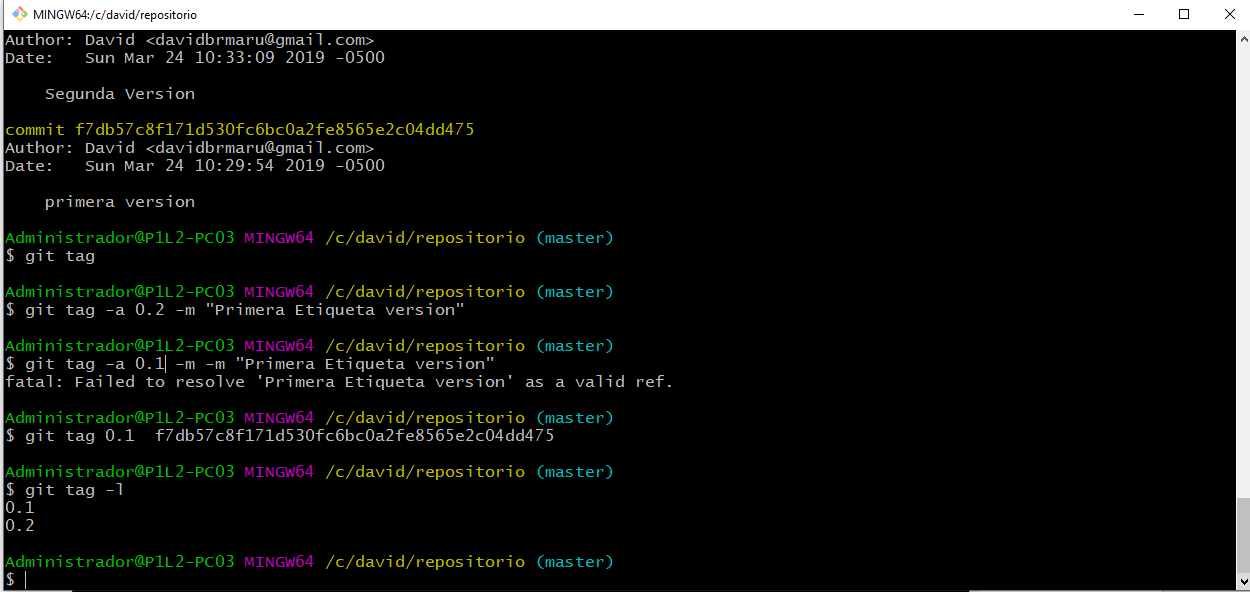 MINGW64:/c/david/repositorio
Author: David <davidbrmaru@gmail.com>
Date:   Sun Mar 24 10:33:09 2019 -0500
Segunda Version
commit f7db57c8f171d530fc6bc0a2fe8565e2c04dd475
Author: David <davidbrmaru@gmail.com>
Date:   Sun Mar 24 10:29:54 2019 -0500
primera version
Administrador@P1L2-PC03 MINGW64 /c/david/repositorio (master)
$ git tag
Administrador@P1L2-PC03 MINGW64 /c/david/repositorio (master)
$ git tag -a 0.2 -m "Primera Etiqueta version"
Administrador@P1L2-PC03 MINGW64 /c/david/repositorio (master)
$ git tag -a 0.1 -m -m "Primera Etiqueta version"
fatal: Failed to resolve 'Primera Etiqueta version' as a valid ref.
Administrador@P1L2-PC03 MINGW64 /c/david/repositorio (master)
$ git tag 0.1  f7db57c8f171d530fc6bc0a2fe8565e2c04dd475
Administrador@P1L2-PC03 MINGW64 /c/david/repositorio (master)
$ git tag -l
0.1
0.2
Administrador@P1L2-PC03 MINGW64 /c/david/repositorio (master)
$